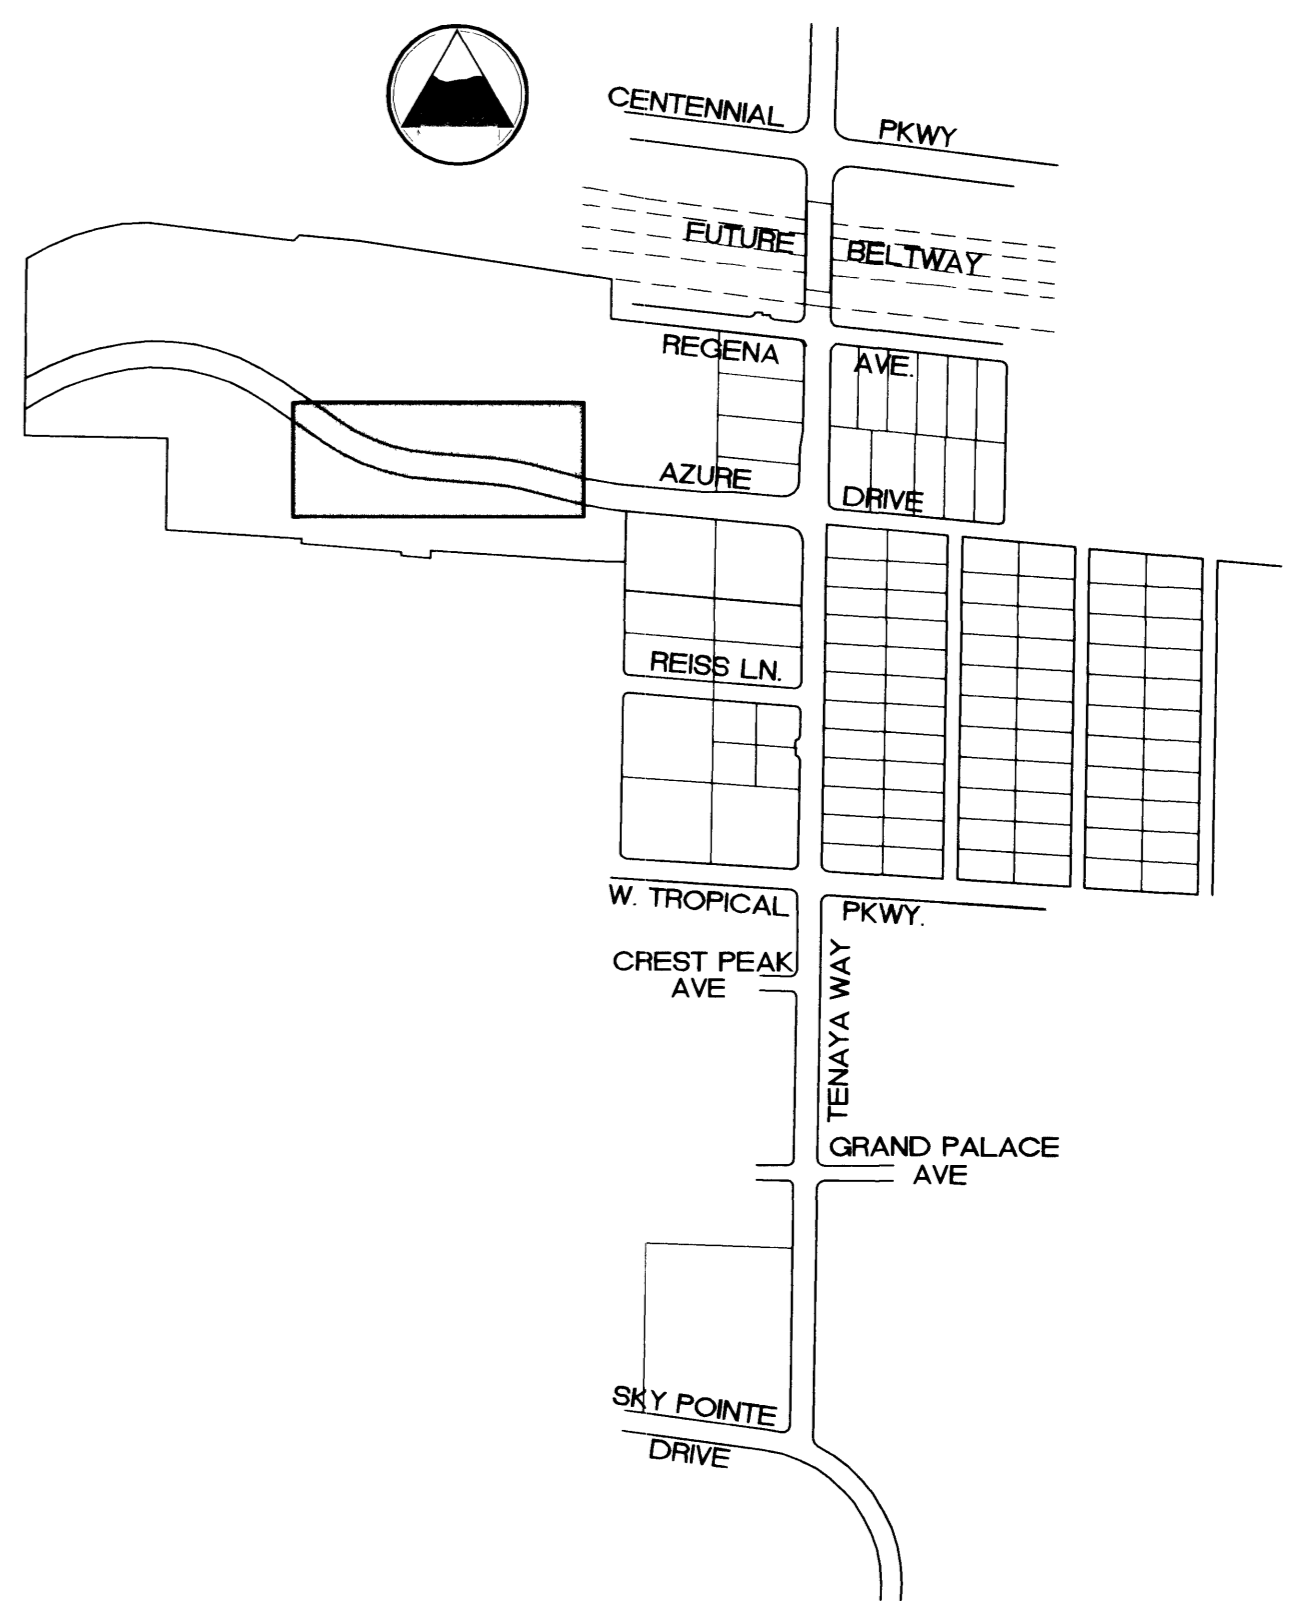 CENTENNIAL PKWY
FUTURE BELTWAY
REGENA AVE.
AZURE DRIVE
REISS LN.
W. TROPICAL PKWY.
CREST PEAK
AVE
TENAYA WAY
GRAND PALACE
AVE
SKY POINTE
DRIVE